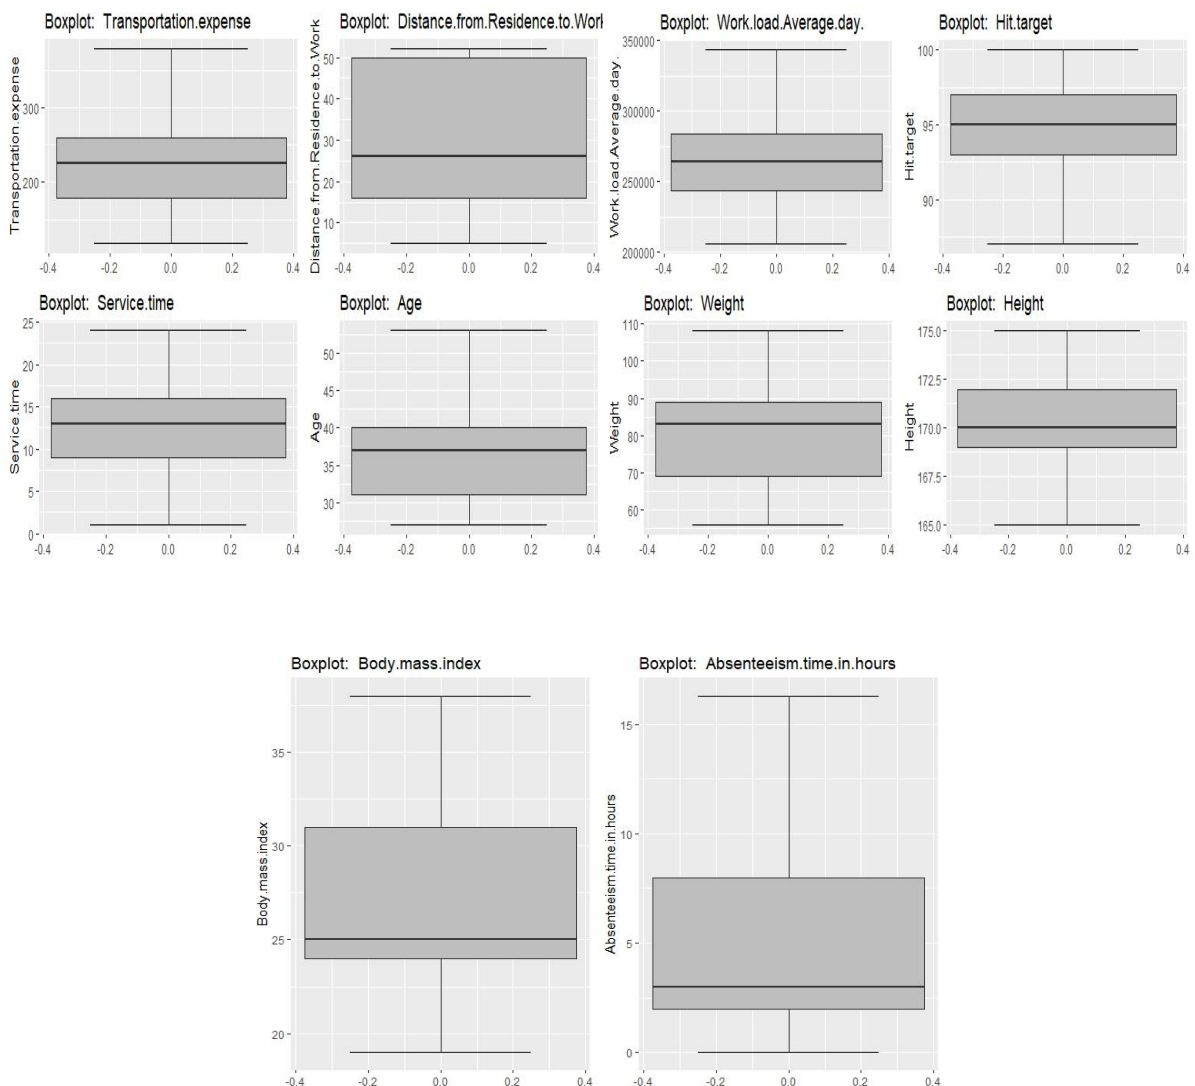 Boxplot: Transportation.expense
Transportation.expense
300
200
-0.4 -0.2 0.0 0.2 0.4
Boxplot: Distance.from.Residence.to.Work
Distance.from.Residence.to.Work
50
40
30
20
10
-0.4 -0.2 0.0 0.2 0.4
Boxplot: Work.load.Average.day.
Work.load.Average.day.
350000
300000
250000
200000
-0.4 -0.2 0.0 0.2 0.4
Boxplot: Hit.target
Hit.target
100
95
90
-0.4 -0.2 0.0 0.2 0.4
Boxplot: Service.time
Service.time
25
20
15
10
5
0
-0.4 -0.2 0.0 0.2 0.4
Boxplot: Age
Age
50
45
40
35
30
-0.4 -0.2 0.0 0.2 0.4
Boxplot: Weight
Weight
110
100
90
80
70
60
-0.4 -0.2 0.0 0.2 0.4
Boxplot: Height
Height
175.0
172.5
170.0
167.5
165.0
-0.4 -0.2 0.0 0.2 0.4
Boxplot: Body.mass.index
Body.mass.index
35
30
25
20
-0.4 -0.2 0.0 0.2 0.4
Boxplot: Absenteeism.time.in.hours
Absenteeism.time.in.hours
15
10
5
0
-0.4 -0.2 0.0 0.2 0.4